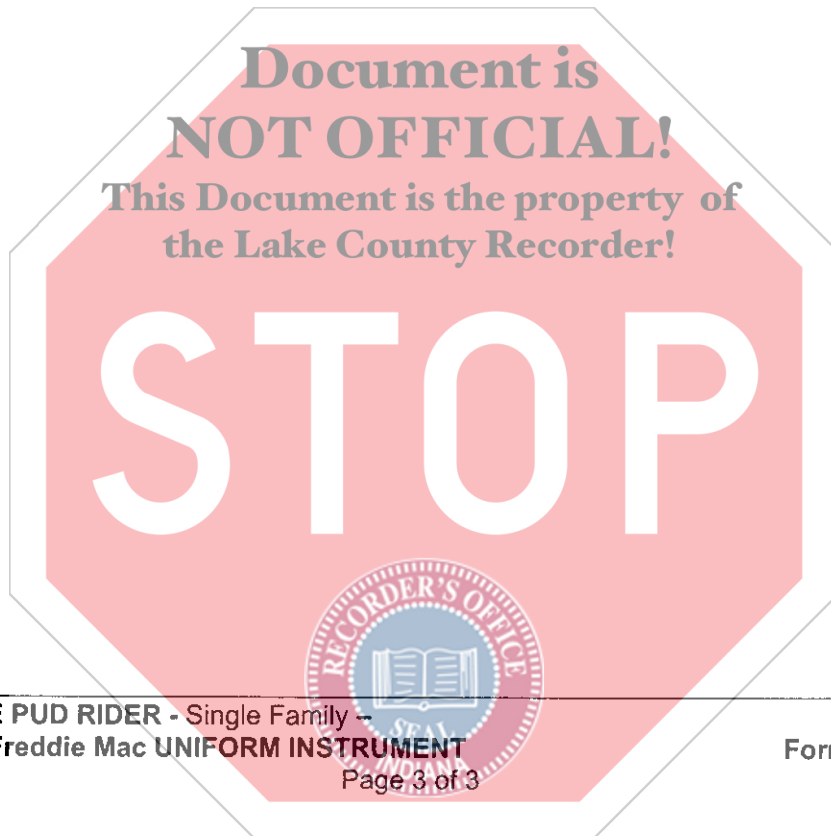 Document is
NOT OFFICIAL!
This Document is the property of
the Lake County Recorder!
STOP
RECORDER'S OFFICE
SEAL
INDIANA
PUD RIDER - Single Family --
Freddie Mac UNIFORM INSTRUMENT
Page 3 of 3